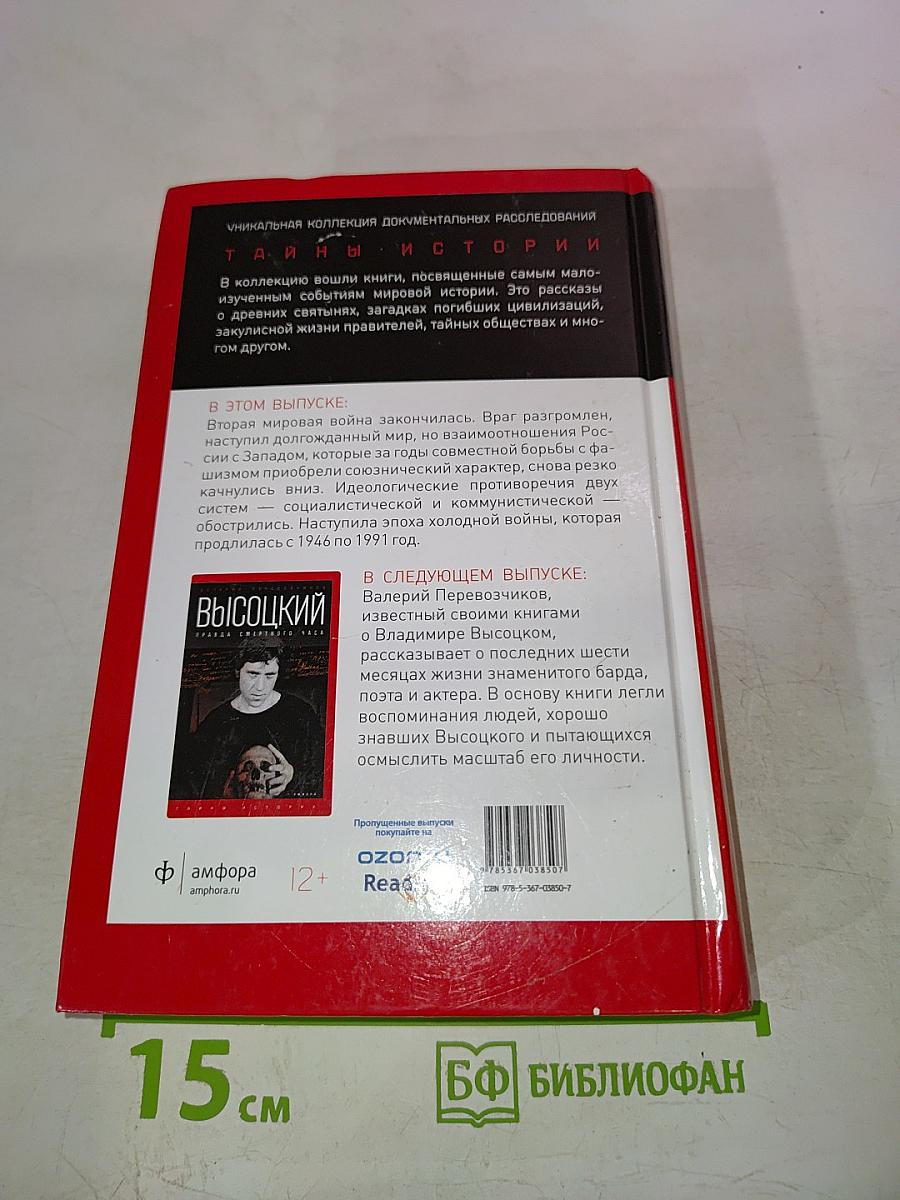 УНИКАЛЬНАЯ КОЛЛЕКЦИЯ ДОКУМЕНТАЛЬНЫХ РАССЛЕДОВАНИЙ
ТАЙНЫ ИСТОРИИ
В коллекцию вошли книги, посвященные самым мало-
изученным событиям мировой истории. Это рассказы
о древних святынях, загадках погибших цивилизаций,
закулисной жизни правителей, тайных обществах и мно-
гом другом.
В ЭТОМ ВЫПУСКЕ:
Вторая мировая война закончилась. Враг разгромлен,
наступил долгожданный мир, но взаимоотношения Рос-
сии с Западом, которые за годы совместной борьбы с фа-
шизмом приобрели союзнический характер, снова резко
качнулись вниз. Идеологические противоречия двух
систем — социалистической и коммунистической —
обострились. Наступила эпоха холодной войны, которая
продлилась с 1946 по 1991 год.
ВЫСОЦКИЙ
ПРАВДА СМЕРТНОГО ЧАСА
ТАЙНЫ ИСТОРИИ
В СЛЕДУЮЩЕМ ВЫПУСКЕ:
Валерий Перевозчиков,
известный своими книгами
о Владимире Высоцком,
рассказывает о последних шести
месяцах жизни знаменитого барда,
поэта и актера. В основу книги легли
воспоминания людей, хорошо
знавших Высоцкого и пытающихся
осмыслить масштаб его личности.
амфора
amphora.ru
12+
Пропущенные выпуски
покупайте на
9 785367 038507
ISBN 978-5-367-03850-7
15 см
БФ БИБЛИОФАН